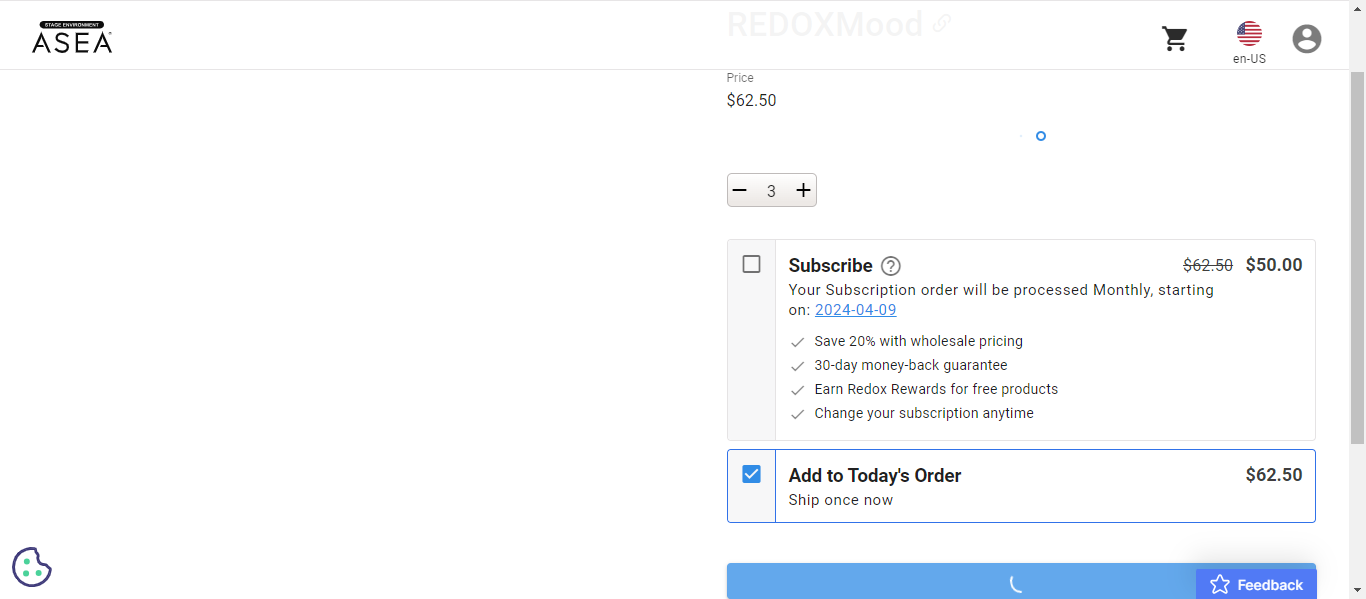 STAGE ENVIRONMENT
ASEA
REDOXMood
en-US
Price
$62.50
3
Subscribe $62.50 $50.00
Your Subscription order will be processed Monthly, starting
on: 2024-04-09
Save 20% with wholesale pricing
30-day money-back guarantee
Earn Redox Rewards for free products
Change your subscription anytime
Add to Today's Order $62.50
Ship once now
Feedback